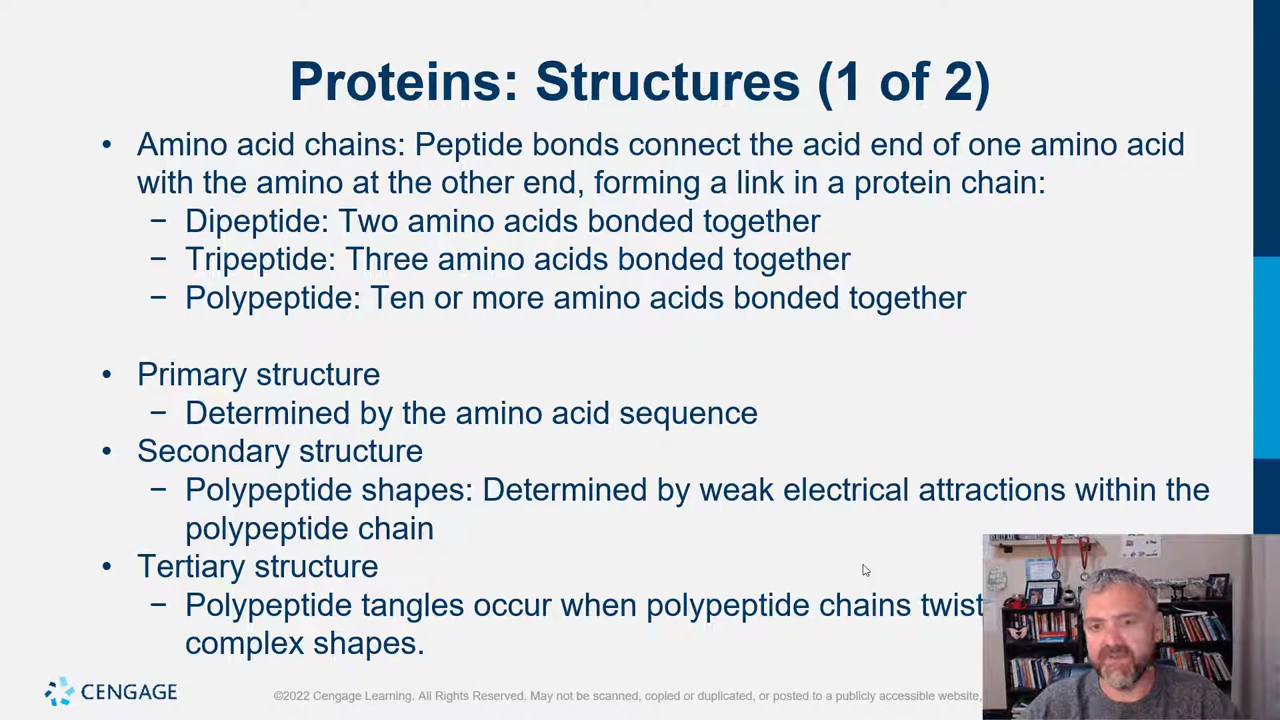 Proteins: Structures (1 of 2)
• Amino acid chains: Peptide bonds connect the acid end of one amino acid
with the amino at the other end, forming a link in a protein chain:
− Dipeptide: Two amino acids bonded together
− Tripeptide: Three amino acids bonded together
− Polypeptide: Ten or more amino acids bonded together
• Primary structure
− Determined by the amino acid sequence
• Secondary structure
− Polypeptide shapes: Determined by weak electrical attractions within the
polypeptide chain
• Tertiary structure
− Polypeptide tangles occur when polypeptide chains twist
complex shapes.
CENGAGE
©2022 Cengage Learning. All Rights Reserved. May not be scanned, copied or duplicated, or posted to a publicly accessible website,